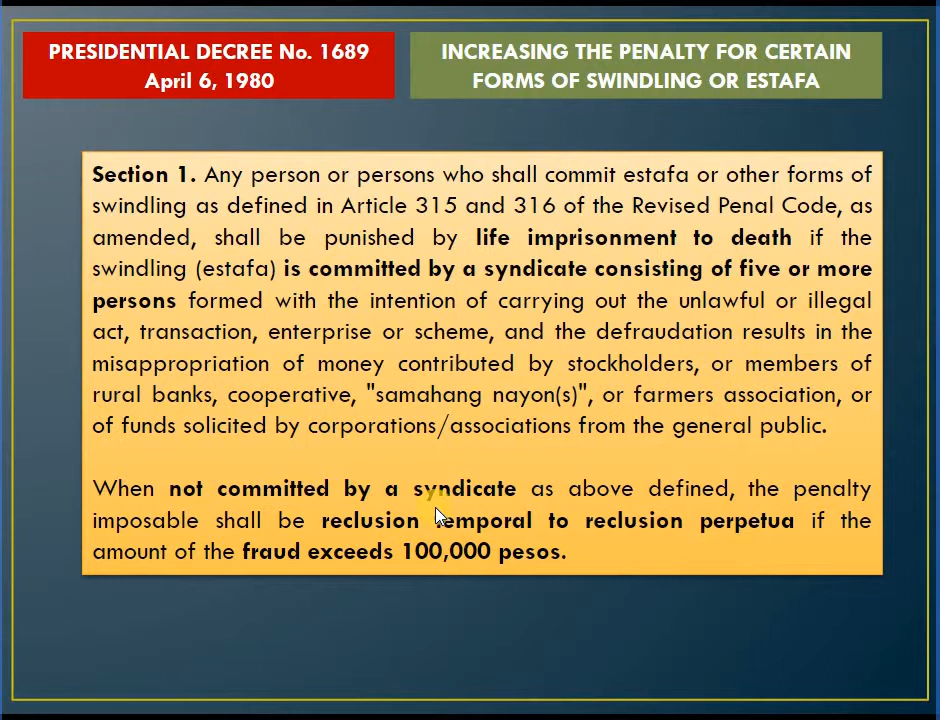 PRESIDENTIAL DECREE No. 1689
April 6, 1980
INCREASING THE PENALTY FOR CERTAIN
FORMS OF SWINDLING OR ESTAFA
Section 1. Any person or persons who shall commit estafa or other forms of
swindling as defined in Article 315 and 316 of the Revised Penal Code, as
amended, shall be punished by life imprisonment to death if the
swindling (estafa) is committed by a syndicate consisting of five or more
persons formed with the intention of carrying out the unlawful or illegal
act, transaction, enterprise or scheme, and the defraudation results in the
misappropriation of money contributed by stockholders, or members of
rural banks, cooperative, "samahang nayon(s)", or farmers association, or
of funds solicited by corporations/associations from the general public.
When not committed by a syndicate as above defined, the penalty
imposable shall be reclusion temporal to reclusion perpetua if the
amount of the fraud exceeds 100,000 pesos.